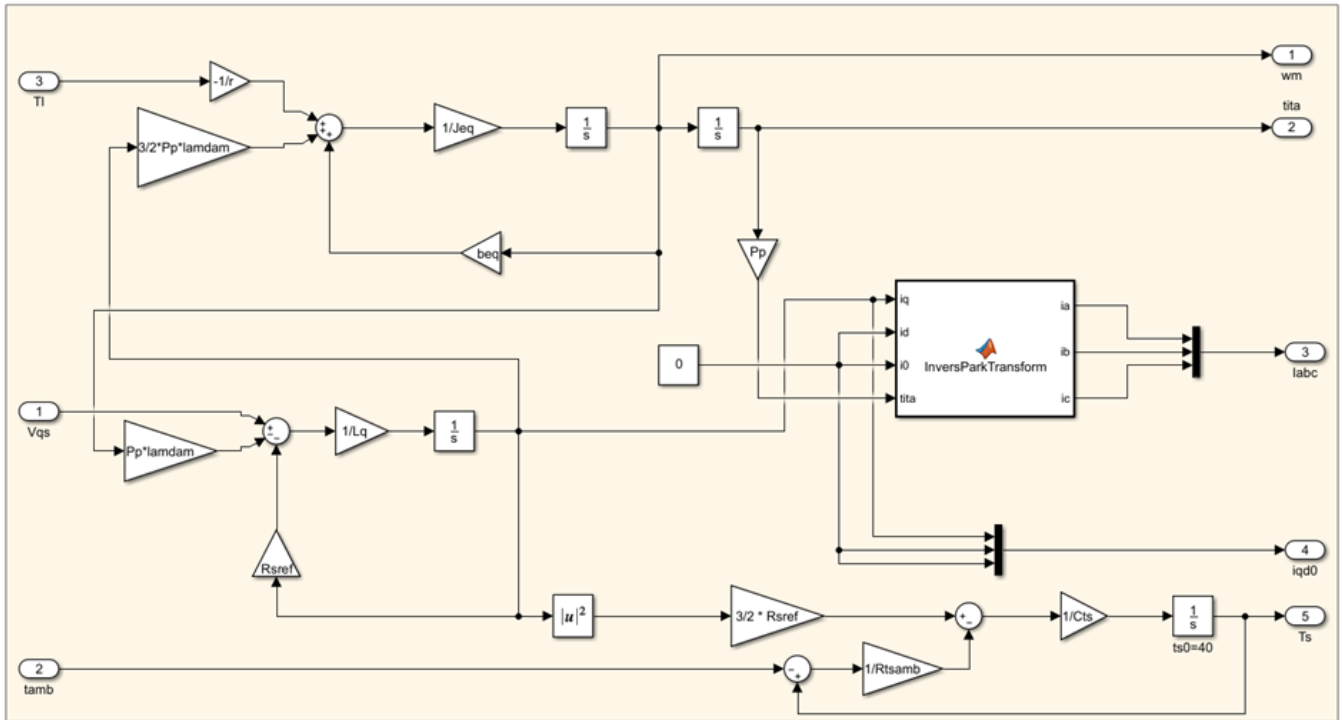 1
wm
3
Tl
-1/r
tita
2
3/2*Pp*lamdam
+
+
+
1/Jeq
1
s
1
s
beq
Pp
iq
id
i0
tita
InversParkTransform
ia
ib
ic
0
3
Iabc
1
Vqs
Pp*lamdam
+
-
-
1/Lq
1
s
Rsref
4
iqd0
|u|²
3/2 * Rsref
+
-
1/Cts
1
s
ts0=40
5
Ts
2
tamb
-
+
1/Rtsamb